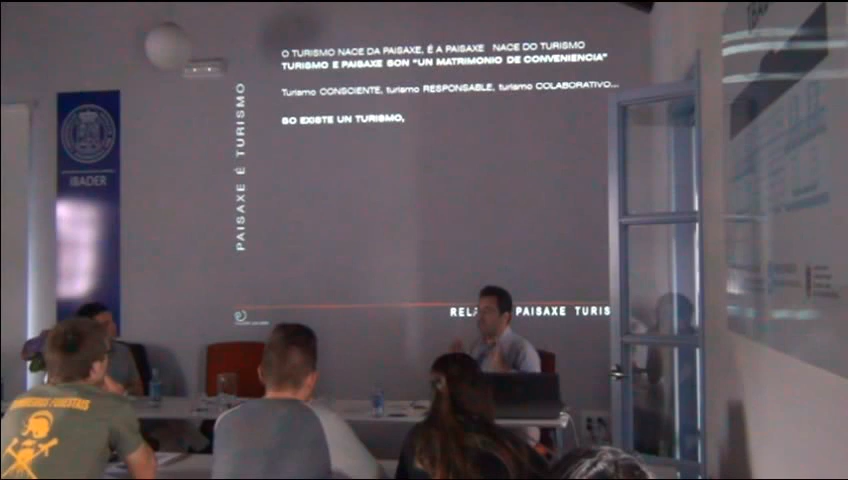 O TURISMO NACE DA PAISAXE, É A PAISAXE NACE DO TURISMO
TURISMO E PAISAXE SON "UN MATRIMONIO DE CONVENIENCIA"
Turismo CONSCIENTE, turismo RESPONSABLE, turismo COLABORATIVO...
SO EXISTE UN TURISMO,
PAISAXE É TURISMO
IBADER
PAISAXE TURIS
FORESTAIS